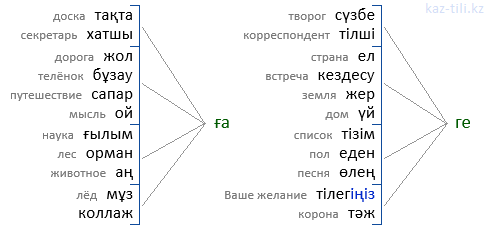 kaz-tili.kz
доска тақта
секретарь хатшы
дорога жол
телёнок бұзау
путешествие сапар
мысль ой
наука ғылым
лес орман
животное аң
лёд мұз
коллаж
ға
творог сүзбе
корреспондент тілші
страна ел
встреча кездесу
земля жер
дом үй
список тізім
пол еден
песня өлең
Ваше желание тілегіңіз
корона тәж
ге